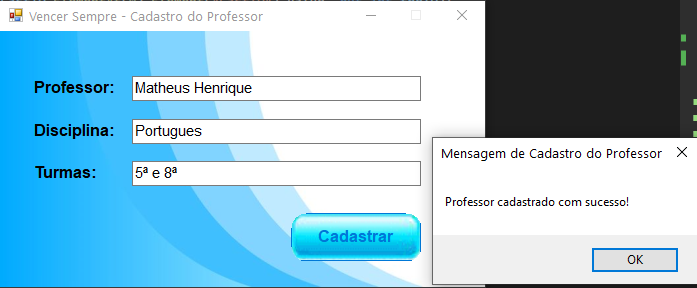 Vencer Sempre - Cadastro do Professor
Professor: Matheus Henrique
Disciplina: Portugues
Turmas: 5ª e 8ª
Cadastrar
Mensagem de Cadastro do Professor
Professor cadastrado com sucesso!
OK